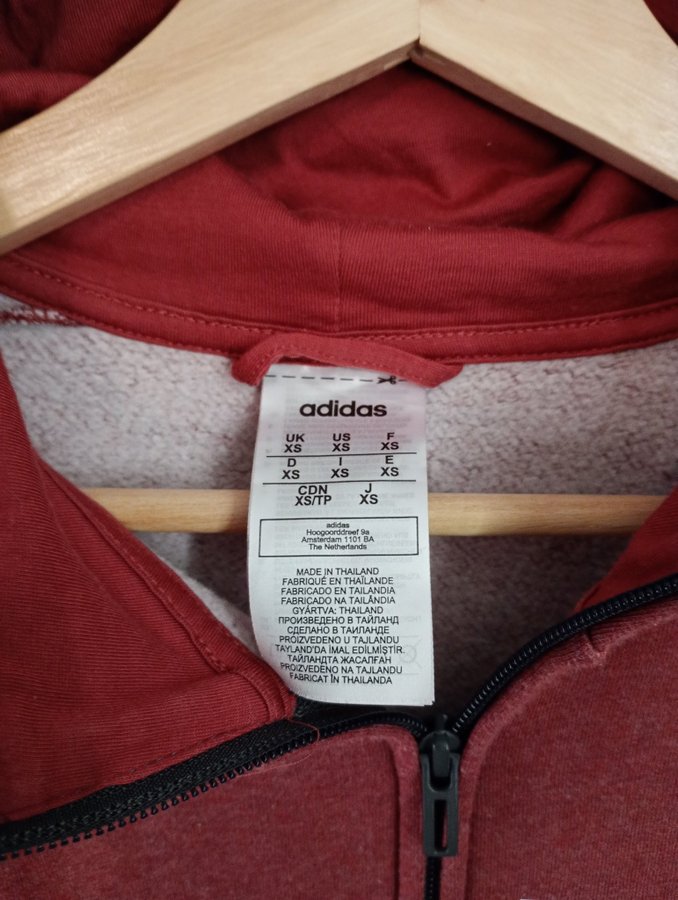 adidas
UK US F
XS XS XS
D I E
XS XS XS
CDN J
XS/TP XS
adidas
Hoogoorddreef 9a
Amsterdam 1101 BA
The Netherlands
MADE IN THAILAND
FABRIQUÉ EN THAÏLANDE
FABRICADO EN TAILANDIA
FABRICADO NA TAILÂNDIA
GYÁRTVA: THAILAND
ПРОИЗВЕДЕНО В ТАЙЛАНД
СДЕЛАНО В ТАИЛАНДЕ
PROIZVEDENO U TAJLANDU
TAYLAND'DA İMAL EDİLMİŞTİR.
ТАЙЛАНДТА ЖАСАЛҒАН
PROIZVEDENO NA TAJLANDU
FABRICAT ÎN THAILANDA